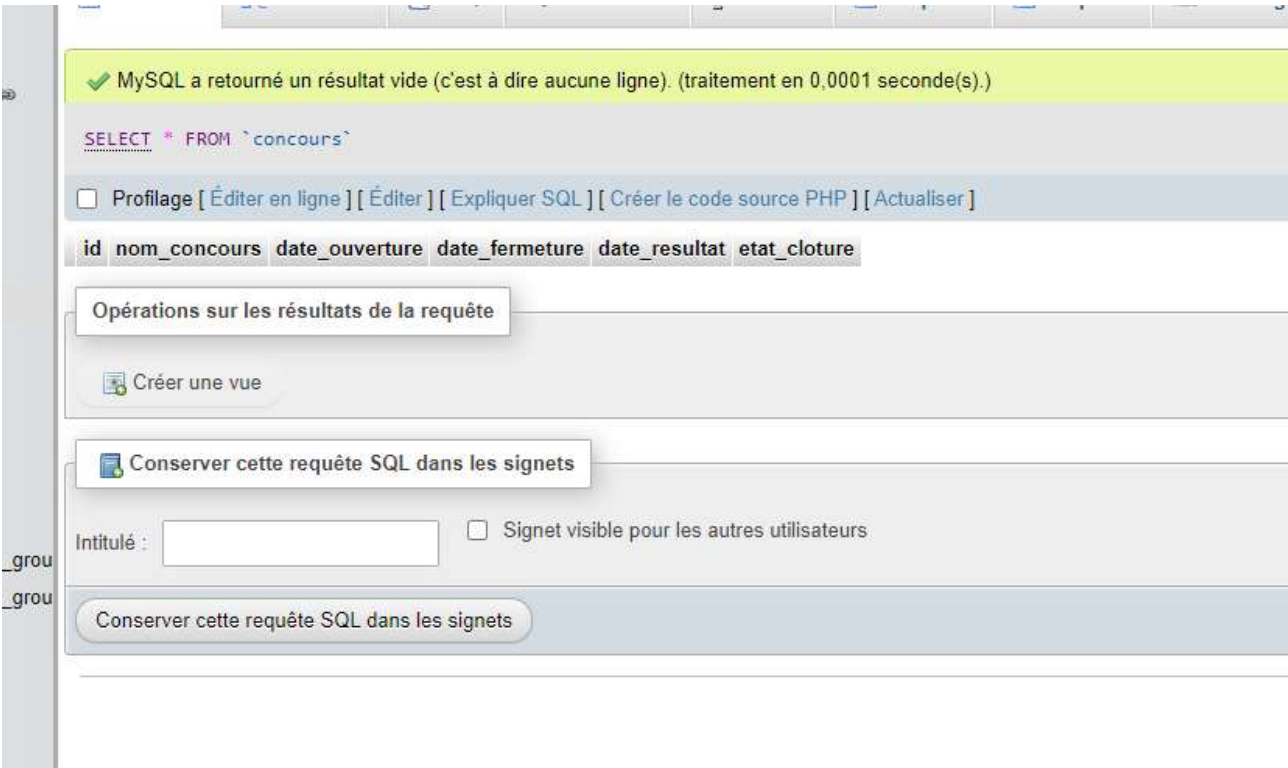 MySQL a retourné un résultat vide (c'est à dire aucune ligne). (traitement en 0,0001 seconde(s).)
SELECT * FROM `concours`
Profilage [ Éditer en ligne ] [ Éditer ] [ Expliquer SQL ] [ Créer le code source PHP ] [ Actualiser ]
id nom_concours date_ouverture date_fermeture date_resultat etat_cloture
Opérations sur les résultats de la requête
Créer une vue
Conserver cette requête SQL dans les signets
Intitulé : Signet visible pour les autres utilisateurs
_grou
_grou
Conserver cette requête SQL dans les signets